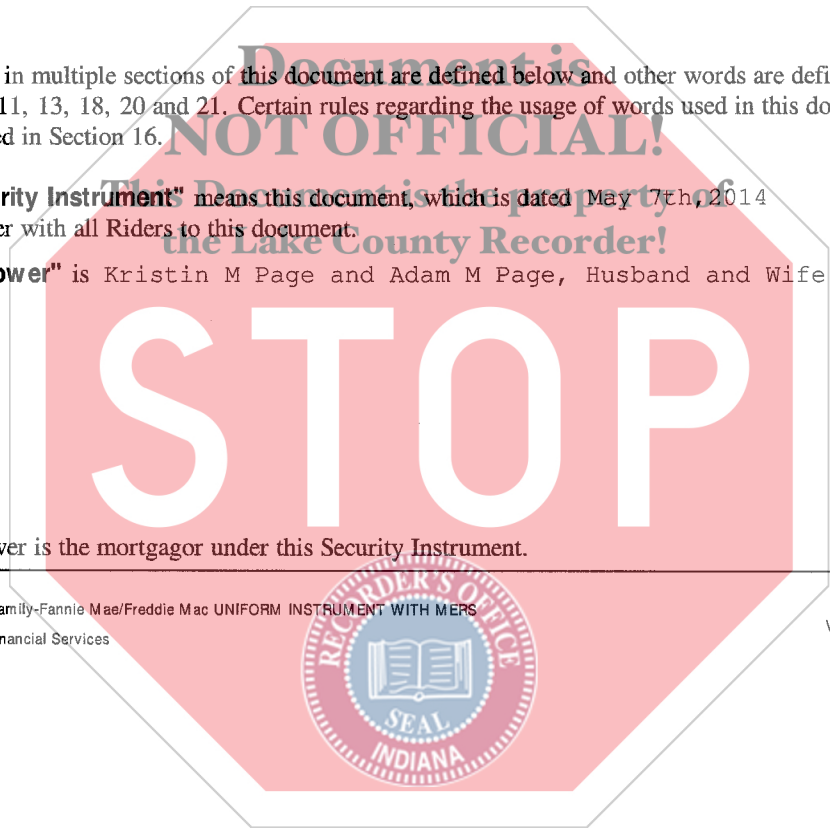 Document is
in multiple sections of this document are defined below and other words are defi
11, 13, 18, 20 and 21. Certain rules regarding the usage of words used in this do
ed in Section 16.
NOT OFFICIAL!
rity Instrument" means this document, which is dated May 7th,2014
This Document is the property of
er with all Riders to this document.
the Lake County Recorder!
ower" is Kristin M Page and Adam M Page, Husband and Wife
STOP
ver is the mortgagor under this Security Instrument.
amily-Fannie Mae/Freddie Mac UNIFORM INSTRUMENT WITH MERS
nancial Services
RECORDER'S OFFICE
SEAL
INDIANA